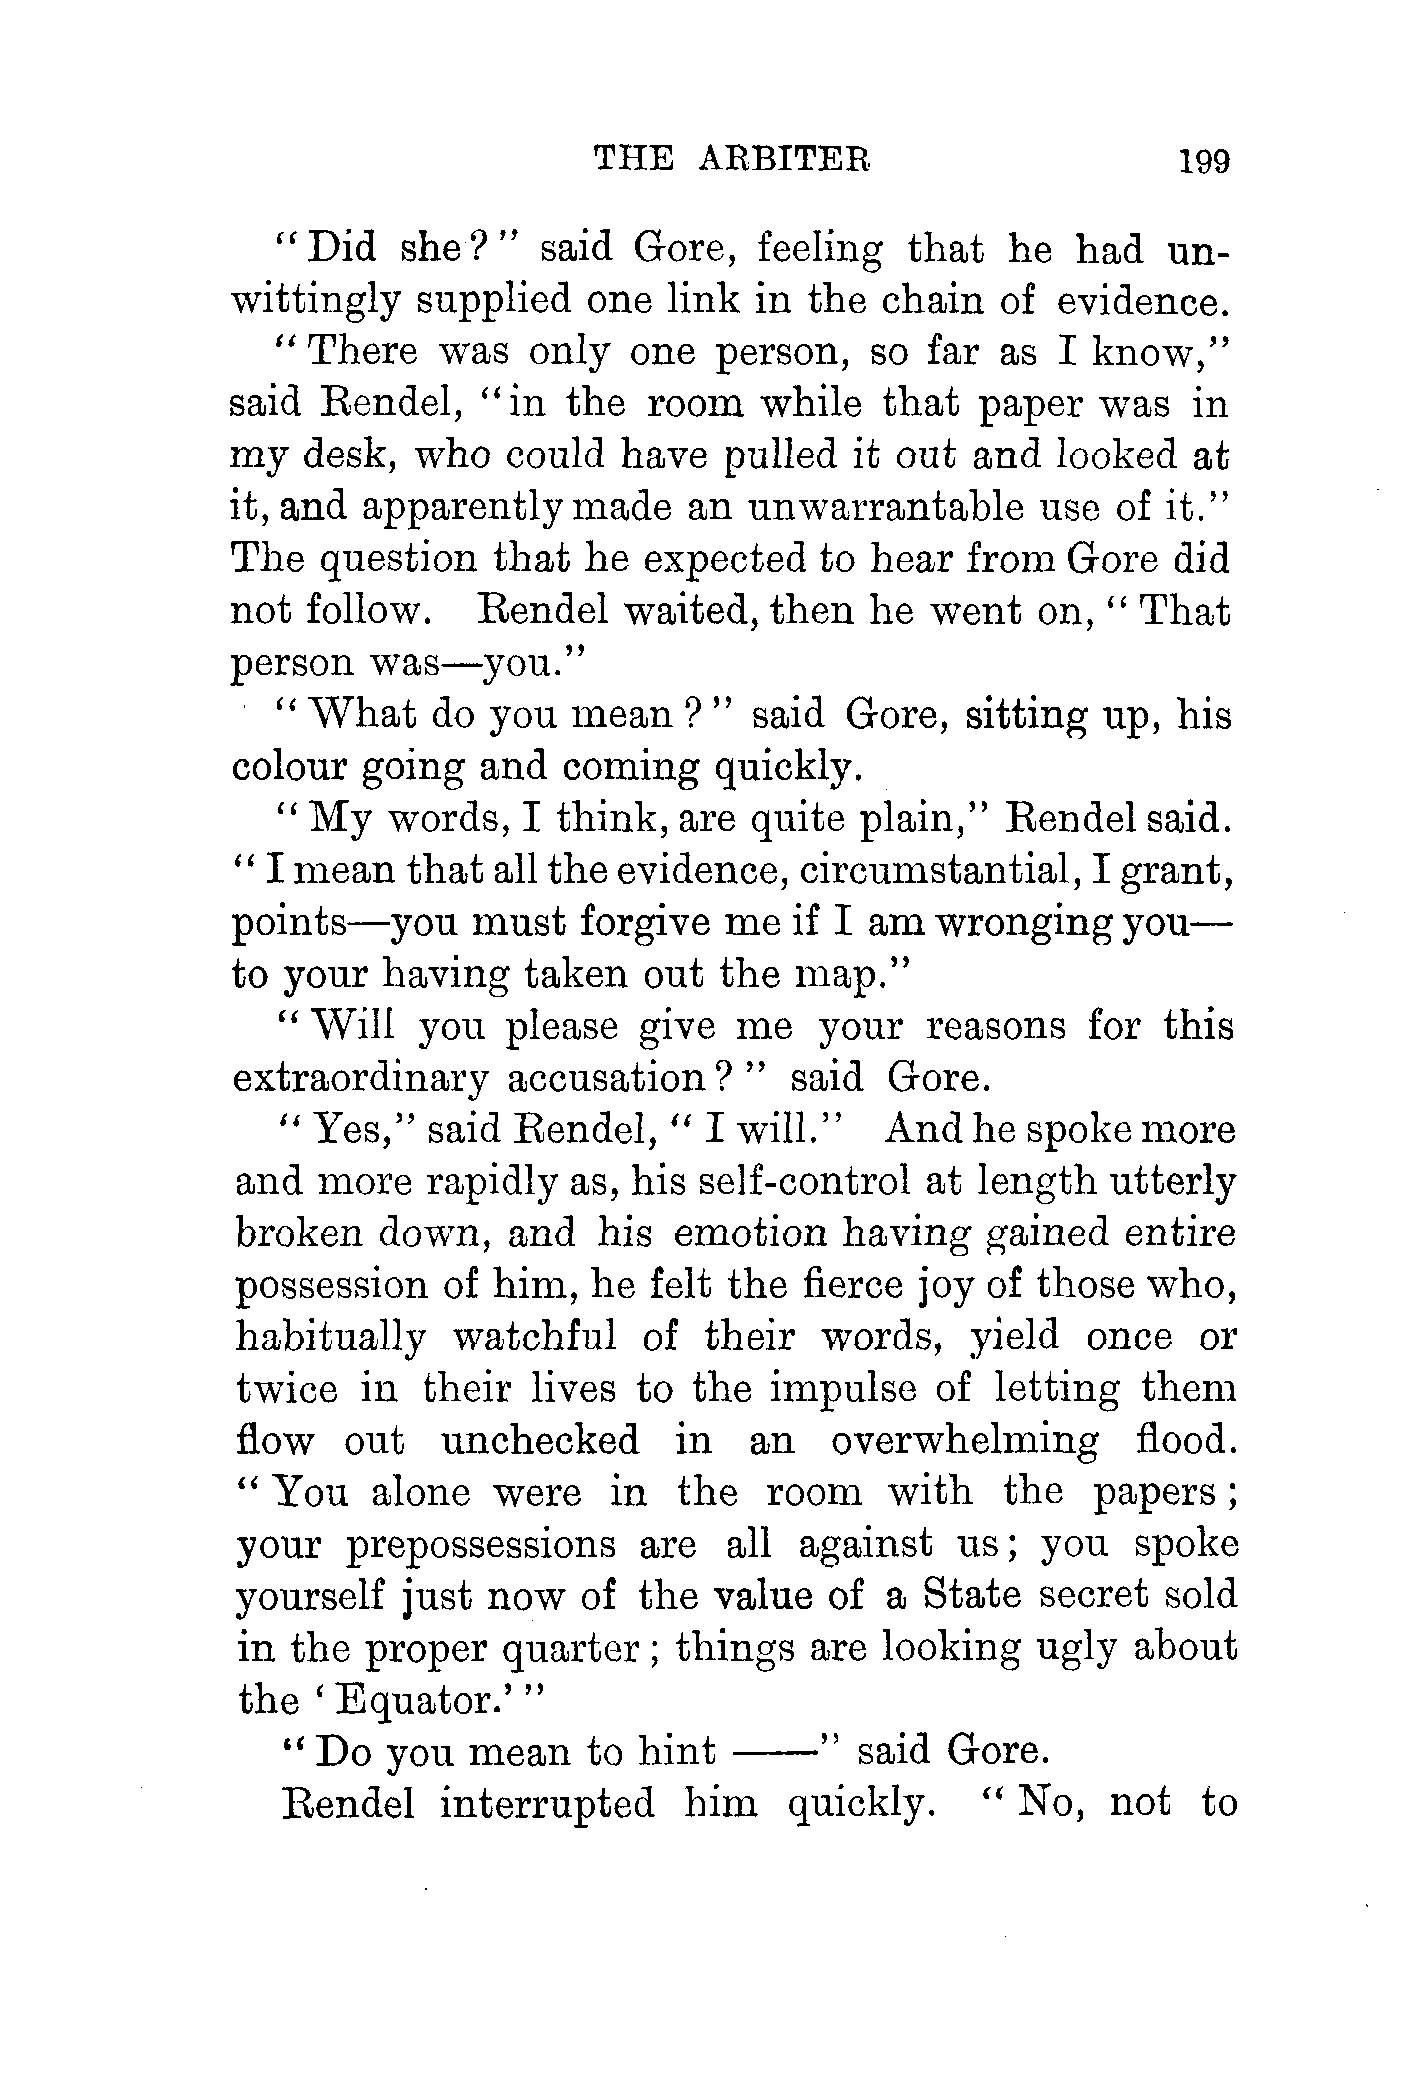 THE ARBITER 199
"Did she?" said Gore, feeling that he had un-
wittingly supplied one link in the chain of evidence.
"There was only one person, so far as I know,"
said Rendel, "in the room while that paper was in
my desk, who could have pulled it out and looked at
it, and apparently made an unwarrantable use of it."
The question that he expected to hear from Gore did
not follow. Rendel waited, then he went on, "That
person was—you."
"What do you mean?" said Gore, sitting up, his
colour going and coming quickly.
"My words, I think, are quite plain," Rendel said.
"I mean that all the evidence, circumstantial, I grant,
points—you must forgive me if I am wronging you—
to your having taken out the map."
"Will you please give me your reasons for this
extraordinary accusation?" said Gore.
"Yes," said Rendel, "I will." And he spoke more
and more rapidly as, his self-control at length utterly
broken down, and his emotion having gained entire
possession of him, he felt the fierce joy of those who,
habitually watchful of their words, yield once or
twice in their lives to the impulse of letting them
flow out unchecked in an overwhelming flood.
"You alone were in the room with the papers;
your prepossessions are all against us; you spoke
yourself just now of the value of a State secret sold
in the proper quarter; things are looking ugly about
the 'Equator.'"
"Do you mean to hint ——" said Gore.
Rendel interrupted him quickly. "No, not to